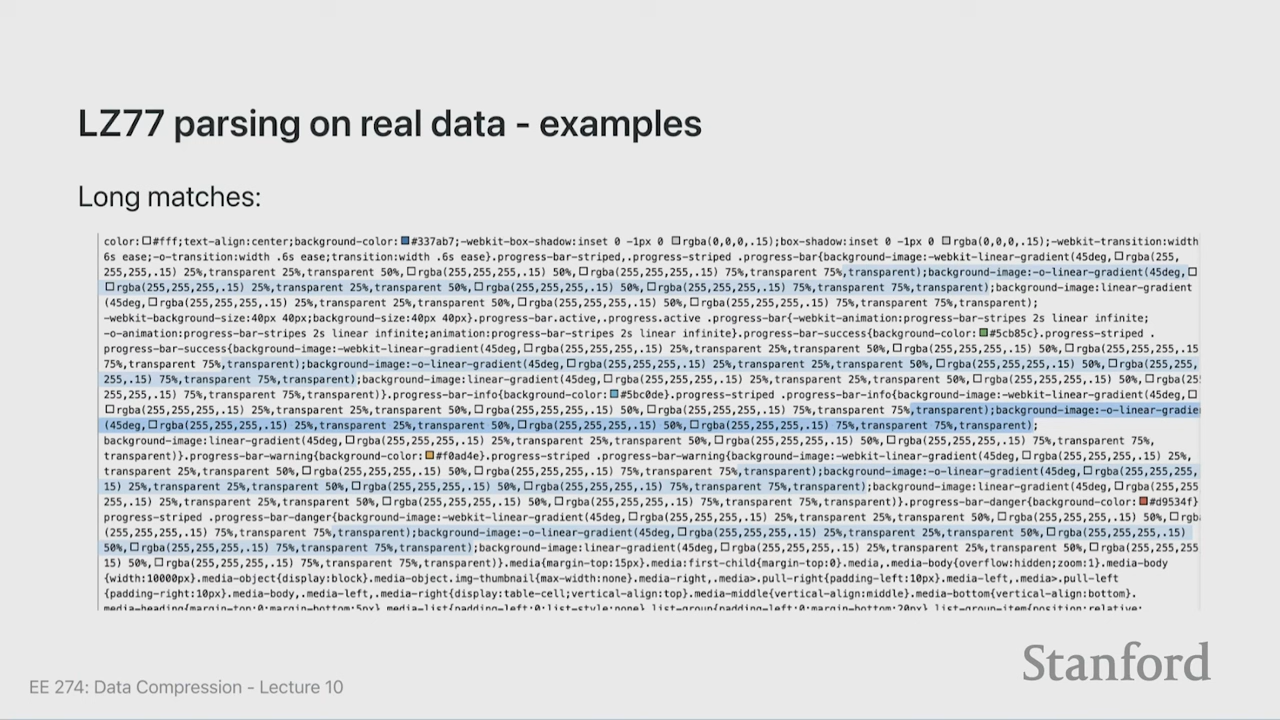 LZ77 parsing on real data - examples
Long matches:
color:#fff;text-align:center;background-color:#337ab7;-webkit-box-shadow:inset 0 -1px 0 rgba(0,0,0,.15);box-shadow:inset 0 -1px 0 rgba(0,0,0,.15);-webkit-transition:width
6s ease;-o-transition:width .6s ease;transition:width .6s ease}.progress-bar-striped,.progress-striped .progress-bar{background-image:-webkit-linear-gradient(45deg,rgba(255,
255,255,.15) 25%,transparent 25%,transparent 50%,rgba(255,255,255,.15) 50%,rgba(255,255,255,.15) 75%,transparent 75%,transparent);background-image:-o-linear-gradient(45deg,
rgba(255,255,255,.15) 25%,transparent 25%,transparent 50%,rgba(255,255,255,.15) 50%,rgba(255,255,255,.15) 75%,transparent 75%,transparent);background-image:linear-gradient
(45deg,rgba(255,255,255,.15) 25%,transparent 25%,transparent 50%,rgba(255,255,255,.15) 50%,rgba(255,255,255,.15) 75%,transparent 75%,transparent);
-webkit-background-size:40px 40px;background-size:40px 40px}.progress-bar.active,.progress.active .progress-bar{-webkit-animation:progress-bar-stripes 2s linear infinite;
-o-animation:progress-bar-stripes 2s linear infinite;animation:progress-bar-stripes 2s linear infinite}.progress-bar-success{background-color:#5cb85c}.progress-striped .
progress-bar-success{background-image:-webkit-linear-gradient(45deg,rgba(255,255,255,.15) 25%,transparent 25%,transparent 50%,rgba(255,255,255,.15) 50%,rgba(255,255,255,.15)
75%,transparent 75%,transparent);background-image:-o-linear-gradient(45deg,rgba(255,255,255,.15) 25%,transparent 25%,transparent 50%,rgba(255,255,255,.15) 50%,rgba(255,255,
255,.15) 75%,transparent 75%,transparent);background-image:linear-gradient(45deg,rgba(255,255,255,.15) 25%,transparent 25%,transparent 50%,rgba(255,255,255,.15) 50%,rgba(255
255,255,.15) 75%,transparent 75%,transparent)}.progress-bar-info{background-color:#5bc0de}.progress-striped .progress-bar-info{background-image:-webkit-linear-gradient(45deg,
rgba(255,255,255,.15) 25%,transparent 25%,transparent 50%,rgba(255,255,255,.15) 50%,rgba(255,255,255,.15) 75%,transparent 75%,transparent);background-image:-o-linear-gradie
(45deg,rgba(255,255,255,.15) 25%,transparent 25%,transparent 50%,rgba(255,255,255,.15) 50%,rgba(255,255,255,.15) 75%,transparent 75%,transparent);
background-image:linear-gradient(45deg,rgba(255,255,255,.15) 25%,transparent 25%,transparent 50%,rgba(255,255,255,.15) 50%,rgba(255,255,255,.15) 75%,transparent 75%,
transparent)}.progress-bar-warning{background-color:#f0ad4e}.progress-striped .progress-bar-warning{background-image:-webkit-linear-gradient(45deg,rgba(255,255,255,.15) 25%,
transparent 25%,transparent 50%,rgba(255,255,255,.15) 50%,rgba(255,255,255,.15) 75%,transparent 75%,transparent);background-image:-o-linear-gradient(45deg,rgba(255,255,255,
15) 25%,transparent 25%,transparent 50%,rgba(255,255,255,.15) 50%,rgba(255,255,255,.15) 75%,transparent 75%,transparent);background-image:linear-gradient(45deg,rgba(255,255
255,.15) 25%,transparent 25%,transparent 50%,rgba(255,255,255,.15) 50%,rgba(255,255,255,.15) 75%,transparent 75%,transparent)}.progress-bar-danger{background-color:#d9534f}
progress-striped .progress-bar-danger{background-image:-webkit-linear-gradient(45deg,rgba(255,255,255,.15) 25%,transparent 25%,transparent 50%,rgba(255,255,255,.15) 50%,rgb
(255,255,255,.15) 75%,transparent 75%,transparent);background-image:-o-linear-gradient(45deg,rgba(255,255,255,.15) 25%,transparent 25%,transparent 50%,rgba(255,255,255,.15)
50%,rgba(255,255,255,.15) 75%,transparent 75%,transparent);background-image:linear-gradient(45deg,rgba(255,255,255,.15) 25%,transparent 25%,transparent 50%,rgba(255,255,255
15) 50%,rgba(255,255,255,.15) 75%,transparent 75%,transparent)}.media{margin-top:15px}.media:first-child{margin-top:0}.media,.media-body{overflow:hidden;zoom:1}.media-body
{width:10000px}.media-object{display:block}.media-object.img-thumbnail{max-width:none}.media-right,.media>.pull-right{padding-left:10px}.media-left,.media>.pull-left
{padding-right:10px}.media-body,.media-left,.media-right{display:table-cell;vertical-align:top}.media-middle{vertical-align:middle}.media-bottom{vertical-align:bottom}.
media-heading{margin-top:0;margin-bottom:5px}.media-list{padding-left:0;list-style:none}.list-group{padding-left:0;margin-bottom:20px}.list-group-item{position:relative;
Stanford
EE 274: Data Compression - Lecture 10